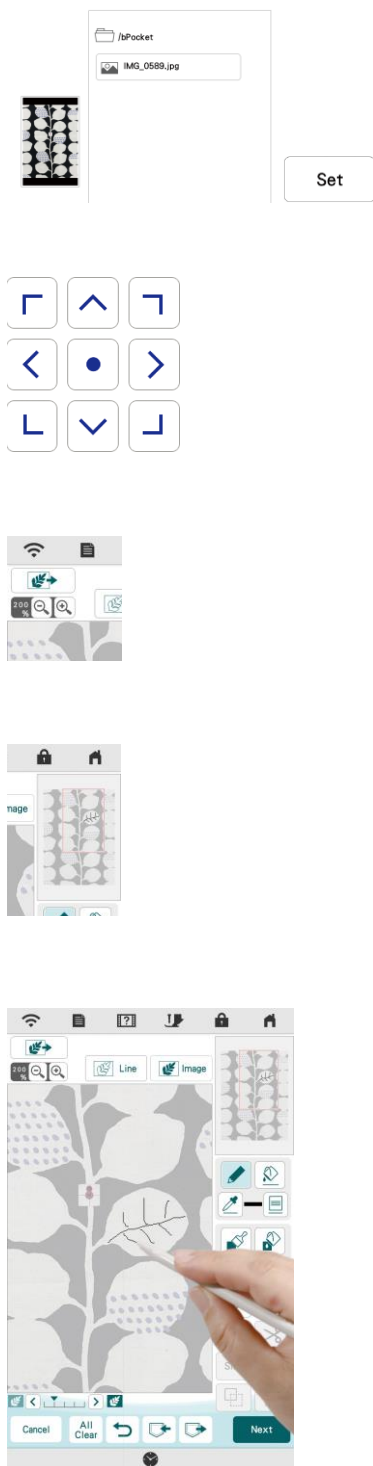 /bPocket
IMG_0589.jpg
Set
200
%
mage
200
%
Line
Image
Cancel
All
Clear
Next